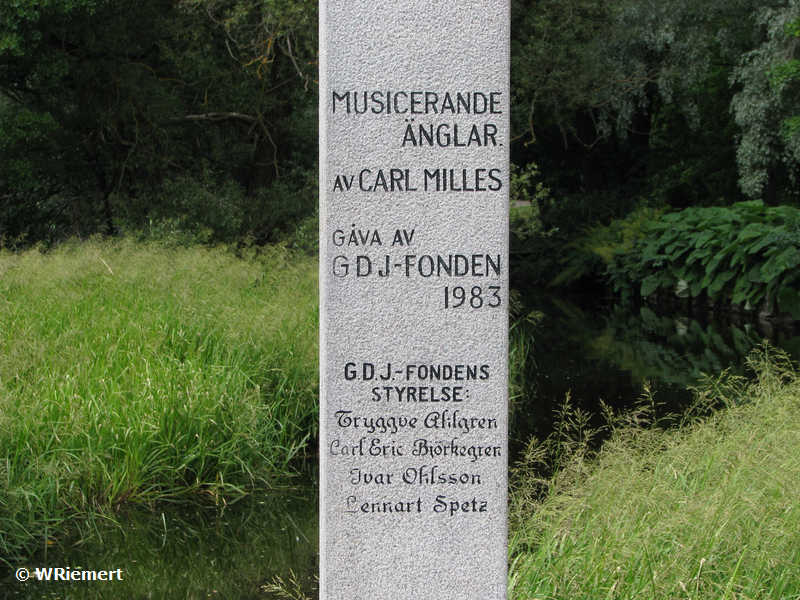 MUSICERANDE
ÄNGLAR.
AV CARL MILLES
GÅVA AV
GDJ-FONDEN
1983
G.D.J.-FONDENS
STYRELSE:
Tryggve Ahlgren
Carl Eric Björkegren
Ivar Ohlsson
Lennart Spetz
© WRiemert